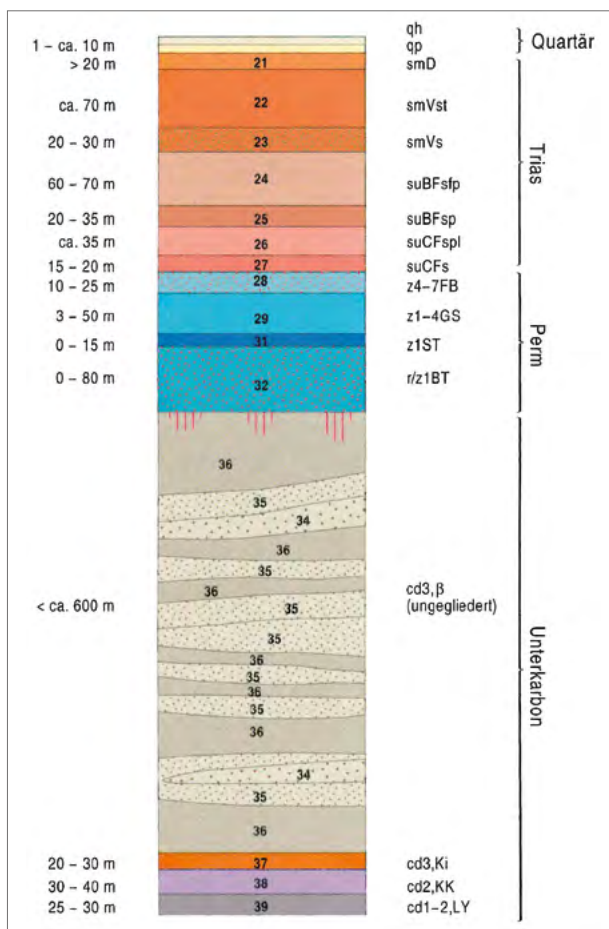 qh
1 – ca. 10 m qp Quartär
> 20 m 21 smD
ca. 70 m 22 smVst
20 – 30 m 23 smVs
Trias
60 – 70 m 24 suBFsfp
20 – 35 m 25 suBFsp
ca. 35 m 26 suCFspl
15 – 20 m 27 suCFs
10 – 25 m 28 z4–7FB
3 – 50 m 29 z1–4GS
Perm
0 – 15 m 31 z1ST
0 – 80 m 32 r/z1BT
36
35
34
36
35
36 cd3,β
< ca. 600 m 35 (ungegliedert)
35
Unterkarbon
36
35
36
35
36
34
35
36
20 – 30 m 37 cd3,Ki
30 – 40 m 38 cd2,KK
25 – 30 m 39 cd1–2,LY